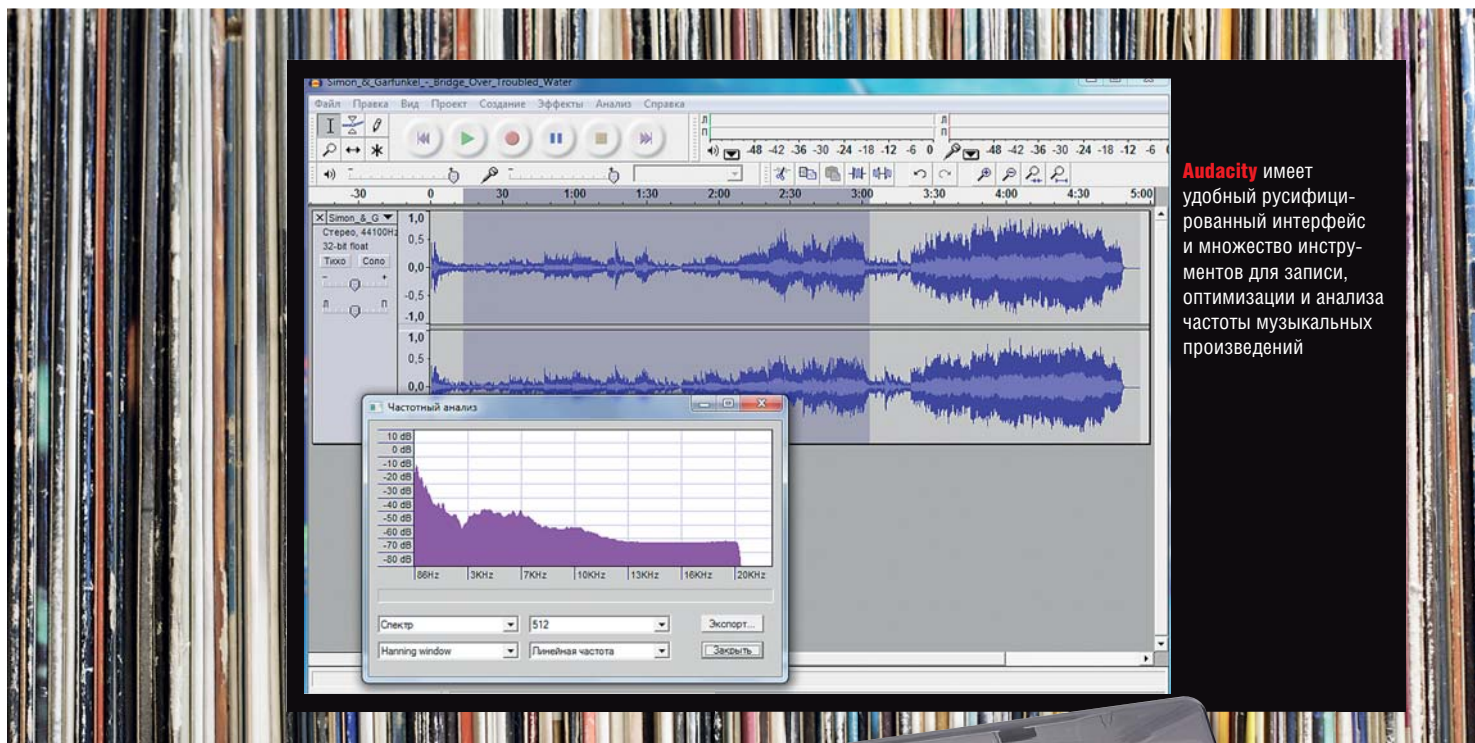 Simon_&_Garfunkel_-_Bridge_Over_Troubled_Water
Файл Правка Вид Проект Создание Эффекты Анализ Справка
Л
П
-48 -42 -36 -30 -24 -18 -12 -6 0
Л
П
-48 -42 -36 -30 -24 -18 -12 -6
-30 0 30 1:00 1:30 2:00 2:30 3:00 3:30 4:00 4:30 5:00
Simon_&_G
Стерео, 44100Hz
32-bit float
Тихо Соло
- +
Л П
1,0
0,5
0,0
-0,5
-1,0
1,0
0,5
0,0
Частотный анализ
10 dB
0 dB
-10 dB
-20 dB
-30 dB
-40 dB
-50 dB
-60 dB
-70 dB
-80 dB
86Hz 3KHz 7KHz 10KHz 13KHz 16KHz 20KHz
Спектр 512 Экспорт...
Hanning window Линейная частота Закрыть
Audacity имеет
удобный русифици-
рованный интерфейс
и множество инстру-
ментов для записи,
оптимизации и анализа
частоты музыкальных
произведений